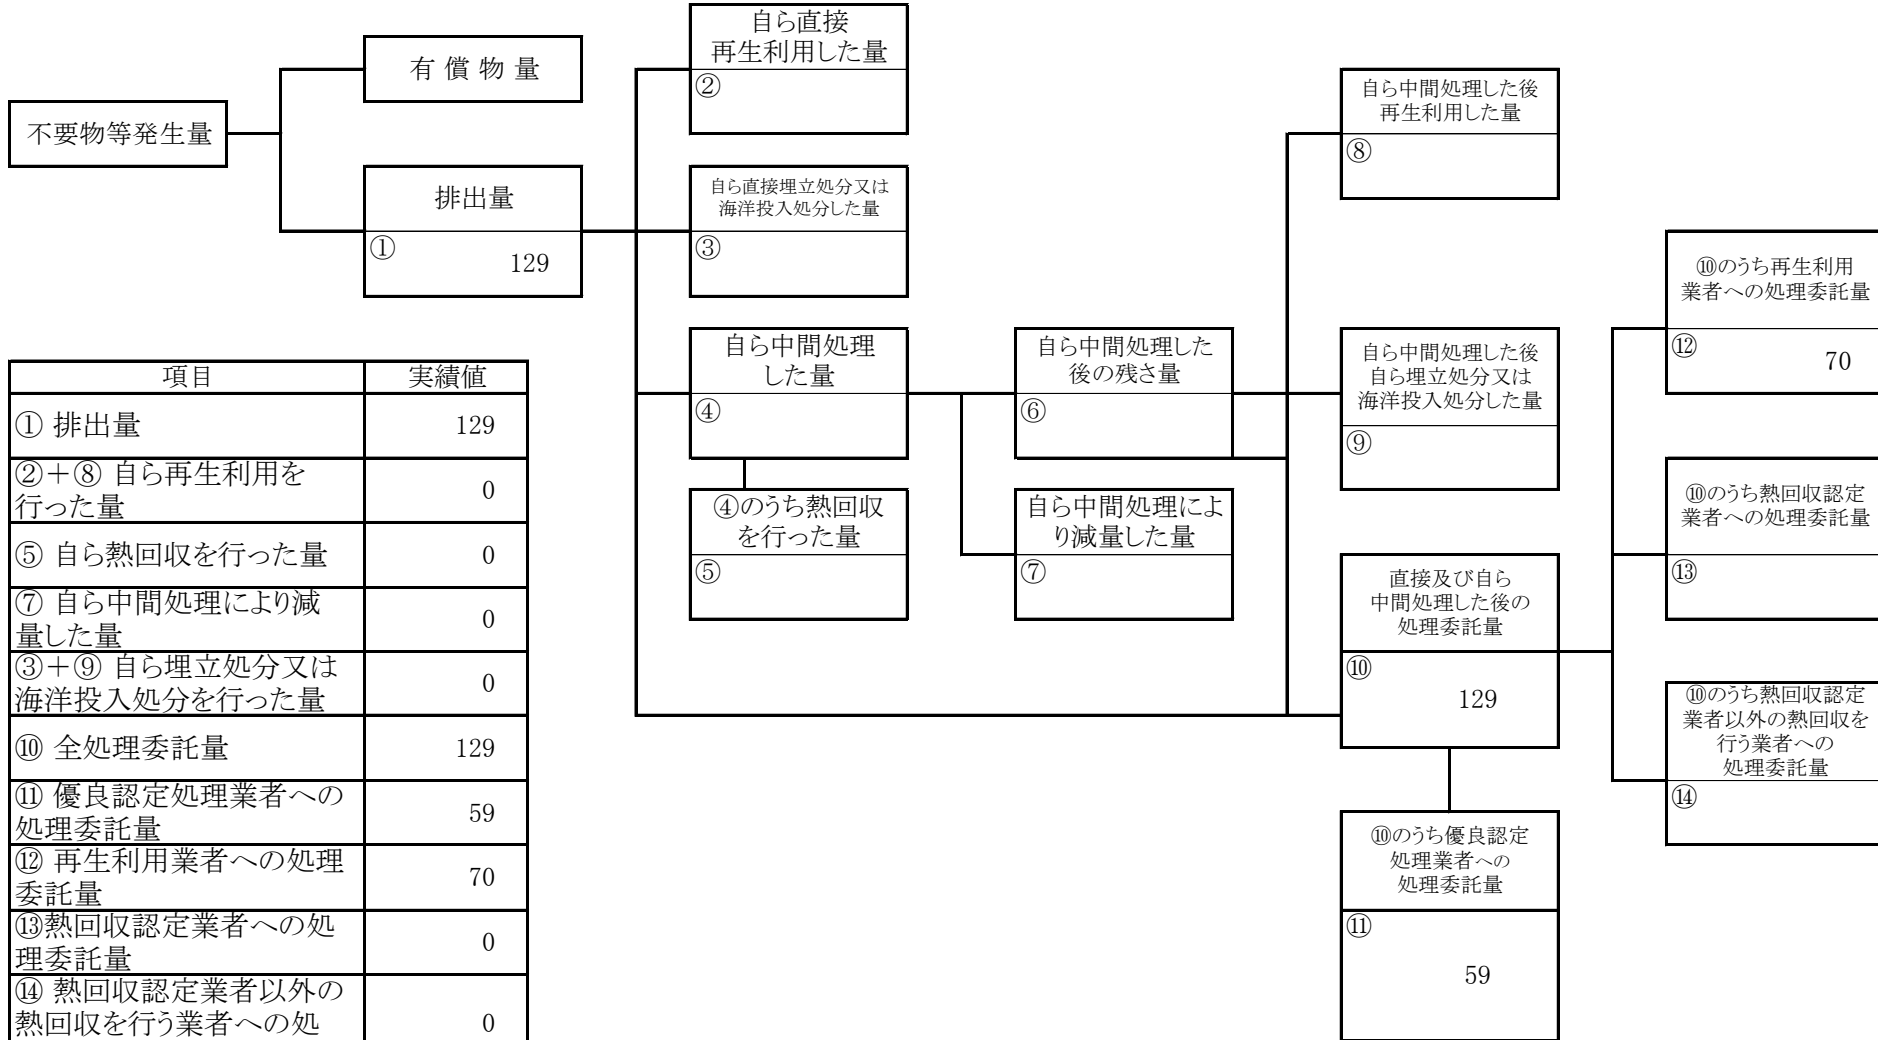 不要物等発生量
有 償 物 量
排出量
①
129
自ら直接
再生利用した量
②
自ら直接埋立処分又は
海洋投入処分した量
③
自ら中間処理
した量
④
④のうち熱回収
を行った量
⑤
自ら中間処理した
後の残さ量
⑥
自ら中間処理によ
り減量した量
⑦
自ら中間処理した後
再生利用した量
⑧
自ら中間処理した後
自ら埋立処分又は
海洋投入処分した量
⑨
直接及び自ら
中間処理した後の
処理委託量
⑩
129
⑩のうち優良認定
処理業者への
処理委託量
⑪
59
⑩のうち再生利用
業者への処理委託量
⑫
70
⑩のうち熱回収認定
業者への処理委託量
⑬
⑩のうち熱回収認定
業者以外の熱回収を
行う業者への
処理委託量
⑭
項目 実績値
① 排出量 129
②+⑧ 自ら再生利用を
行った量 0
⑤ 自ら熱回収を行った量 0
⑦ 自ら中間処理により減
量した量 0
③+⑨ 自ら埋立処分又は
海洋投入処分を行った量 0
⑩ 全処理委託量 129
⑪ 優良認定処理業者への
処理委託量 59
⑫ 再生利用業者への処理
委託量 70
⑬熱回収認定業者への処
理委託量 0
⑭ 熱回収認定業者以外の
熱回収を行う業者への処 0